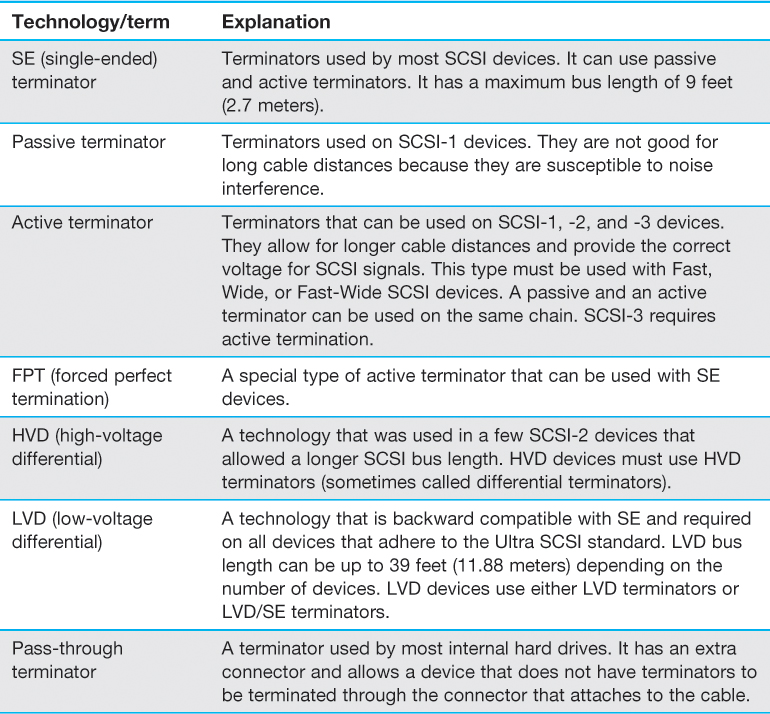 Technology/term Explanation
SE (single-ended) terminator
Terminators used by most SCSI devices. It can use passive
and active terminators. It has a maximum bus length of 9 feet
(2.7 meters).
Passive terminator
Terminators used on SCSI-1 devices. They are not good for
long cable distances because they are susceptible to noise
interference.
Active terminator
Terminators that can be used on SCSI-1, -2, and -3 devices.
They allow for longer cable distances and provide the correct
voltage for SCSI signals. This type must be used with Fast,
Wide, or Fast-Wide SCSI devices. A passive and an active
terminator can be used on the same chain. SCSI-3 requires
active termination.
FPT (forced perfect
termination)
A special type of active terminator that can be used with SE
devices.
HVD (high-voltage
differential)
A technology that was used in a few SCSI-2 devices that
allowed a longer SCSI bus length. HVD devices must use HVD
terminators (sometimes called differential terminators).
LVD (low-voltage
differential)
A technology that is backward compatible with SE and required
on all devices that adhere to the Ultra SCSI standard. LVD bus
length can be up to 39 feet (11.88 meters) depending on the
number of devices. LVD devices use either LVD terminators or
LVD/SE terminators.
Pass-through
terminator
A terminator used by most internal hard drives. It has an extra
connector and allows a device that does not have terminators to
be terminated through the connector that attaches to the cable.